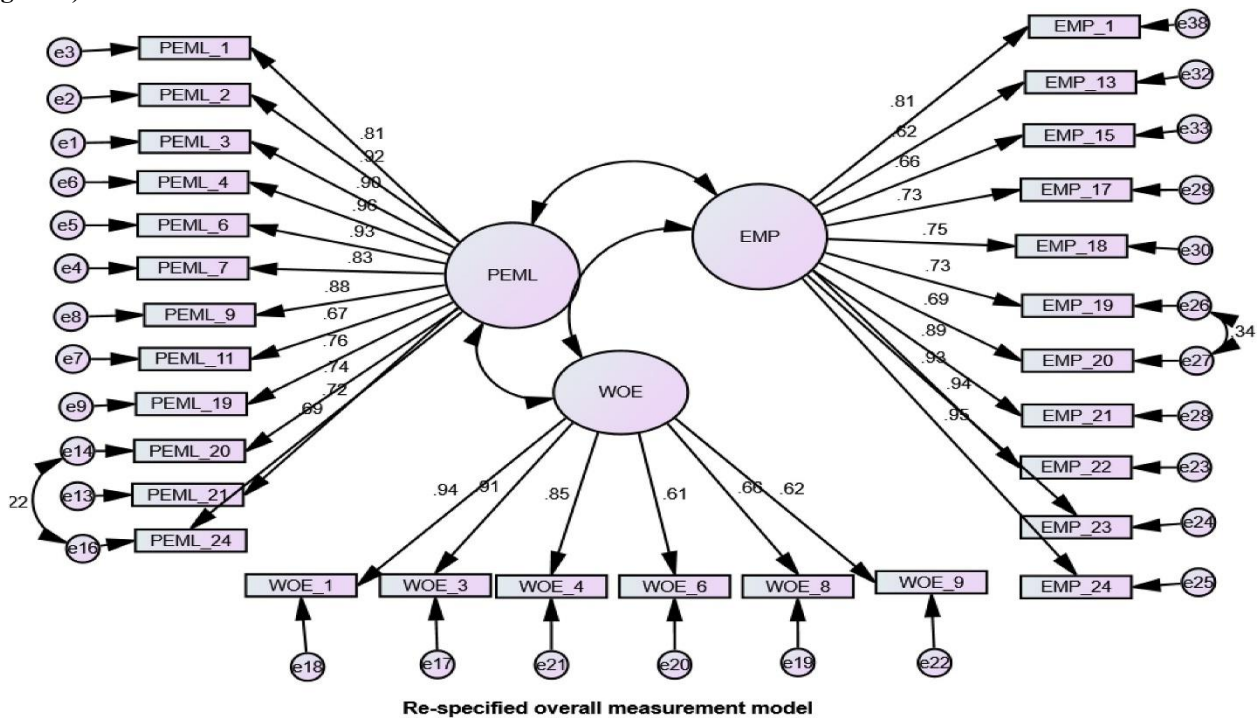 e3 PEML_1
e2 PEML_2
e1 PEML_3
e6 PEML_4
e5 PEML_6
e4 PEML_7
e8 PEML_9
e7 PEML_11
e9 PEML_19
e14 PEML_20
e13 PEML_21
e16 PEML_24
22
.81
.92
.90
.96
.93
.83
.88
.67
.76
.74
.72
.69
PEML
EMP
WOE
.81
.62
.66
.73
.75
.73
.69
.89
.93
.94
.95
EMP_1 e38
EMP_13 e32
EMP_15 e33
EMP_17 e29
EMP_18 e30
EMP_19 e26
EMP_20 e27
EMP_21 e28
EMP_22 e23
EMP_23 e24
EMP_24 e25
.34
.94 .91 .85 .61 .66 .62
WOE_1 WOE_3 WOE_4 WOE_6 WOE_8 WOE_9
e18 e17 e21 e20 e19 e22
Re-specified overall measurement model